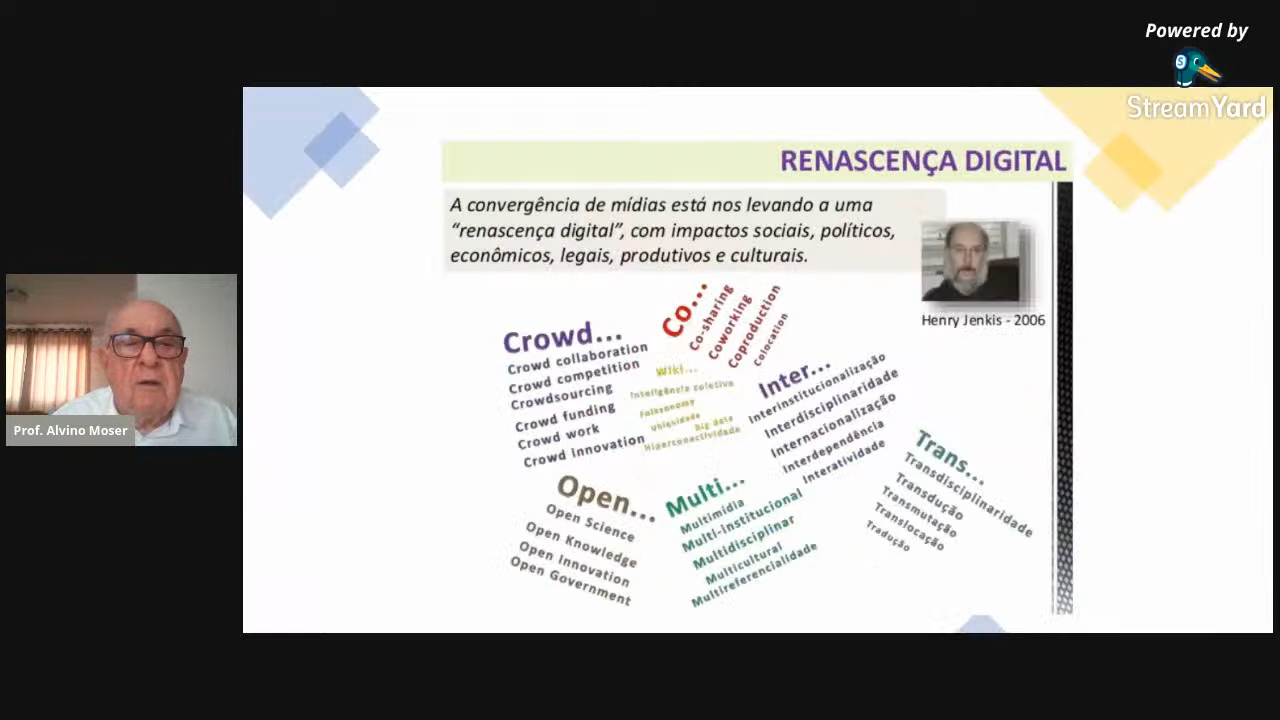 Powered by
StreamYard
RENASCENÇA DIGITAL
A convergência de mídias está nos levando a uma
“renascença digital”, com impactos sociais, políticos,
econômicos, legais, produtivos e culturais.
Henry Jenkis - 2006
Crowd...
Crowd collaboration
Crowd competition
Crowdsourcing
Crowd funding
Crowd work
Crowd Innovation
Co...
Co-sharing
Coworking
Coproduction
Colocation
Wiki...
Inteligência coletiva
Folksonomy
Ubiquidade
Big data
Hiperconectividade
Inter...
Interinstitucionalização
Interdisciplinaridade
Internacionalização
Interdependência
Interatividade
Open...
Open Science
Open Knowledge
Open Innovation
Open Government
Multi...
Multimídia
Multi-institucional
Multidisciplinar
Multicultural
Multireferencialidade
Trans...
Transdisciplinaridade
Transdução
Transmutação
Translocação
Tradução
Prof. Alvino Moser